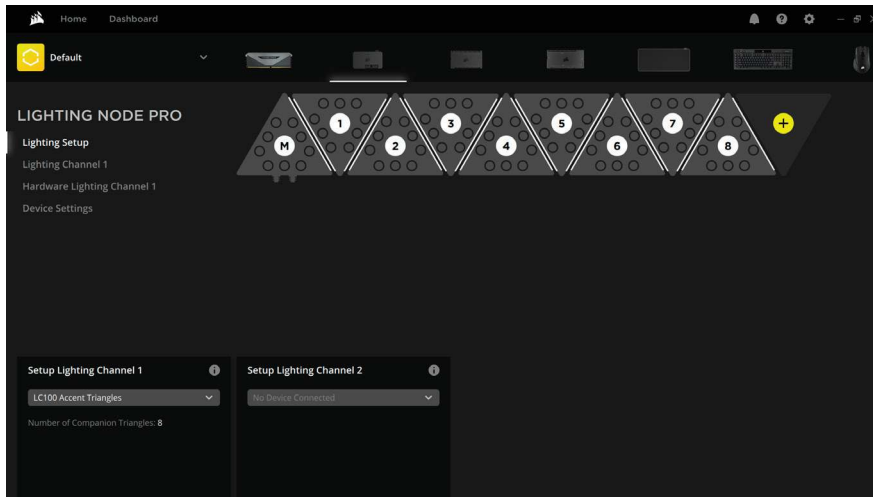 Home Dashboard
Default
LIGHTING NODE PRO
Lighting Setup
Lighting Channel 1
Hardware Lighting Channel 1
Device Settings
M 1 2 3 4 5 6 7 8 +
Setup Lighting Channel 1
LC100 Accent Triangles
Number of Companion Triangles: 8
Setup Lighting Channel 2
No Device Connected